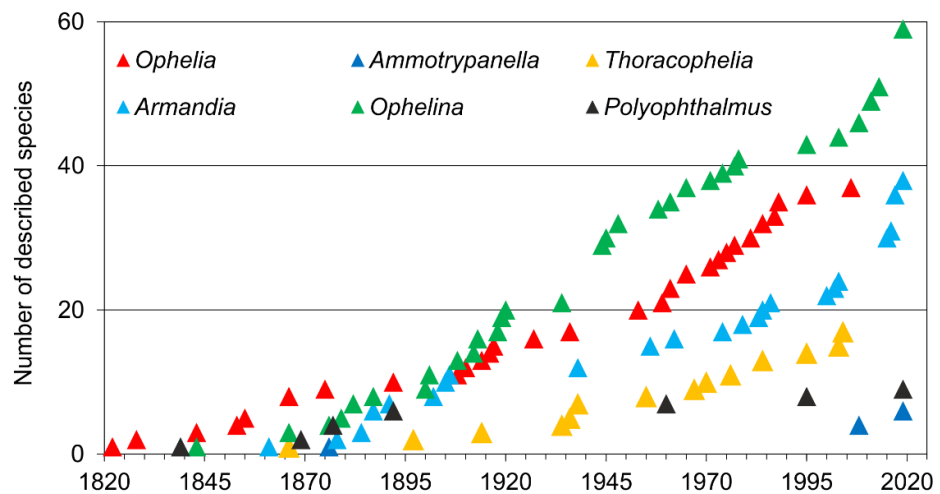 60
Ophelia Ammotrypanella Thoracophelia
Armandia Ophelina Polyophthalmus
Number of described species
40
20
0
1820 1845 1870 1895 1920 1945 1970 1995 2020